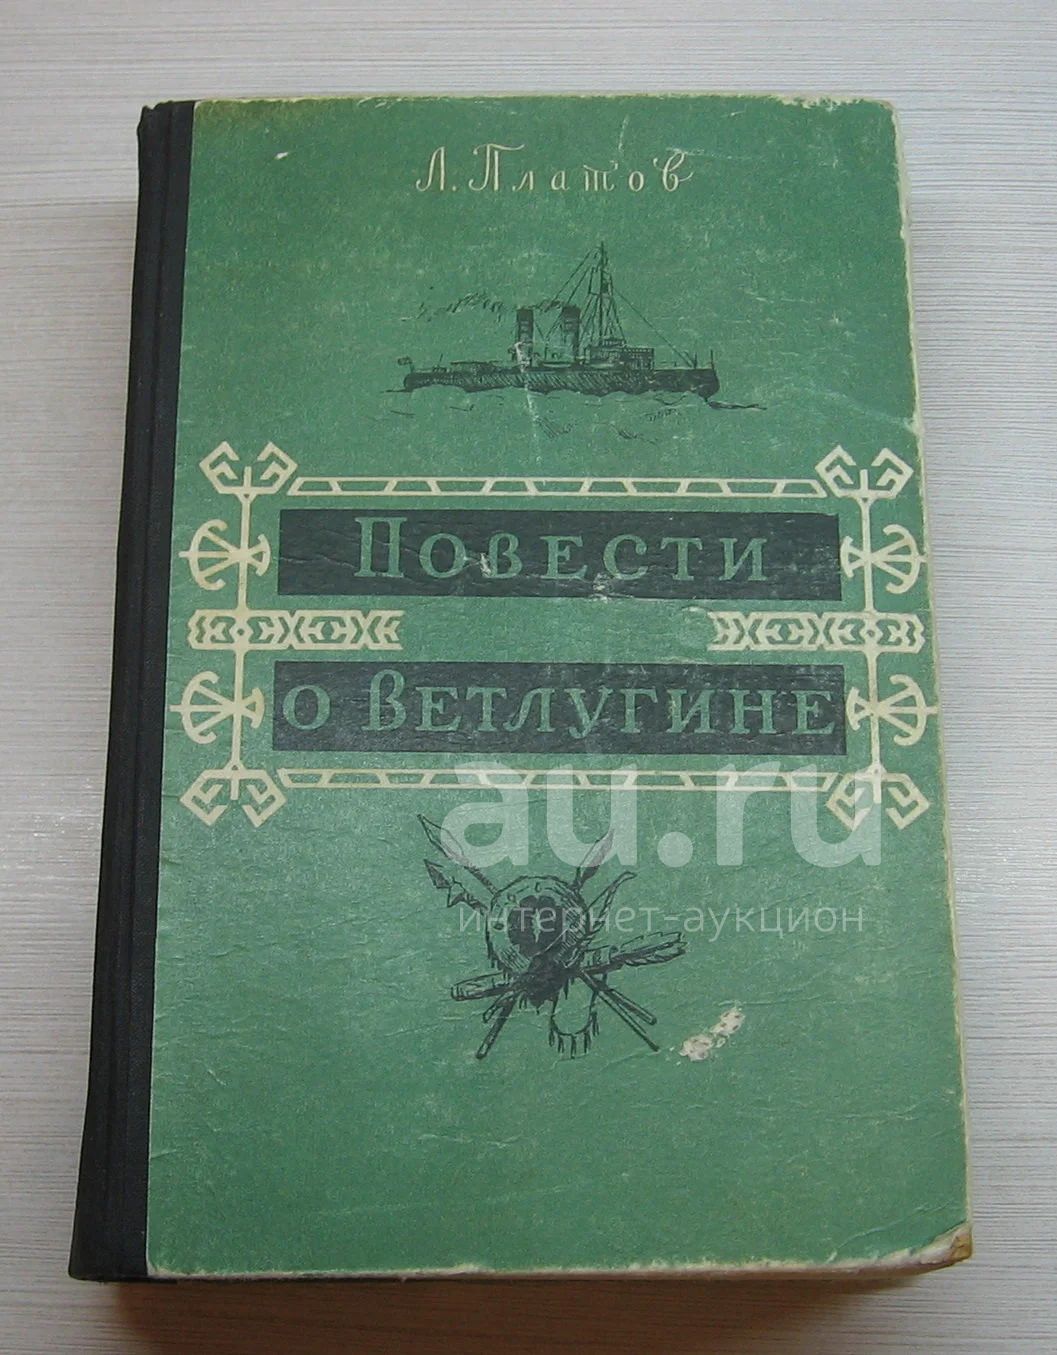 Л. Платов
Повести
о Ветлугине
au.ru
интернет-аукцион